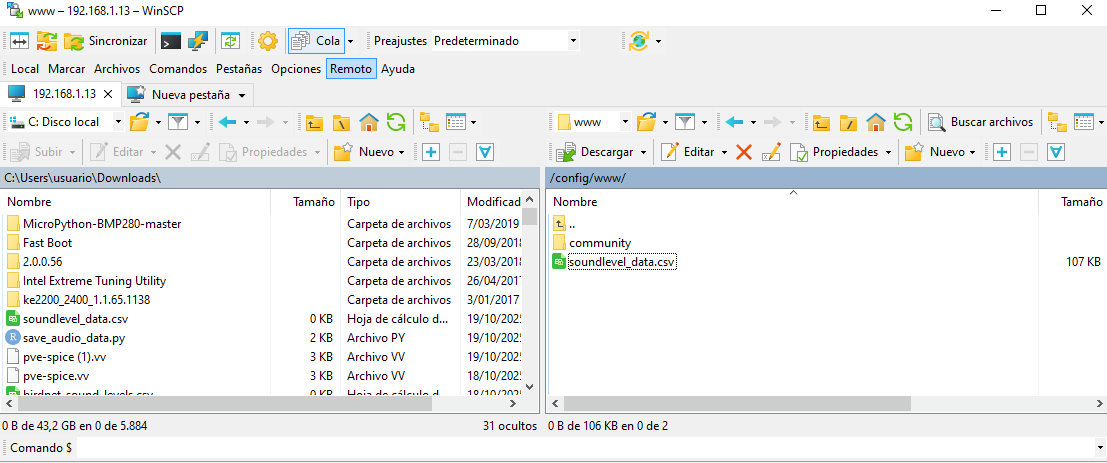 www – 192.168.1.13 – WinSCP
Sincronizar Cola Preajustes Predeterminado
Local Marcar Archivos Comandos Pestañas Opciones Remoto Ayuda
192.168.1.13 Nueva pestaña
C: Disco local www Buscar archivos
Subir Editar Propiedades Nuevo Descargar Editar Propiedades Nuevo
C:\Users\usuario\Downloads\ /config/www/
Nombre Tamaño Tipo Modificad Nombre Tamaño
MicroPython-BMP280-master Carpeta de archivos 7/03/2019 ..
Fast Boot Carpeta de archivos 28/09/2018 community
2.0.0.56 Carpeta de archivos 23/03/2018 soundlevel_data.csv 107 KB
Intel Extreme Tuning Utility Carpeta de archivos 26/04/2017
ke2200_2400_1.1.65.1138 Carpeta de archivos 3/01/2017
soundlevel_data.csv 0 KB Hoja de cálculo d... 19/10/2025
save_audio_data.py 2 KB Archivo PY 19/10/2025
pve-spice (1).vv 3 KB Archivo VV 19/10/2025
pve-spice.vv 3 KB Archivo VV 18/10/2025
birdnet_sound_levels.csv 0 KB Hoja de cálculo d... 18/10/2025
0 B de 43,2 GB en 0 de 5.884 31 ocultos 0 B de 106 KB en 0 de 2
Comando $